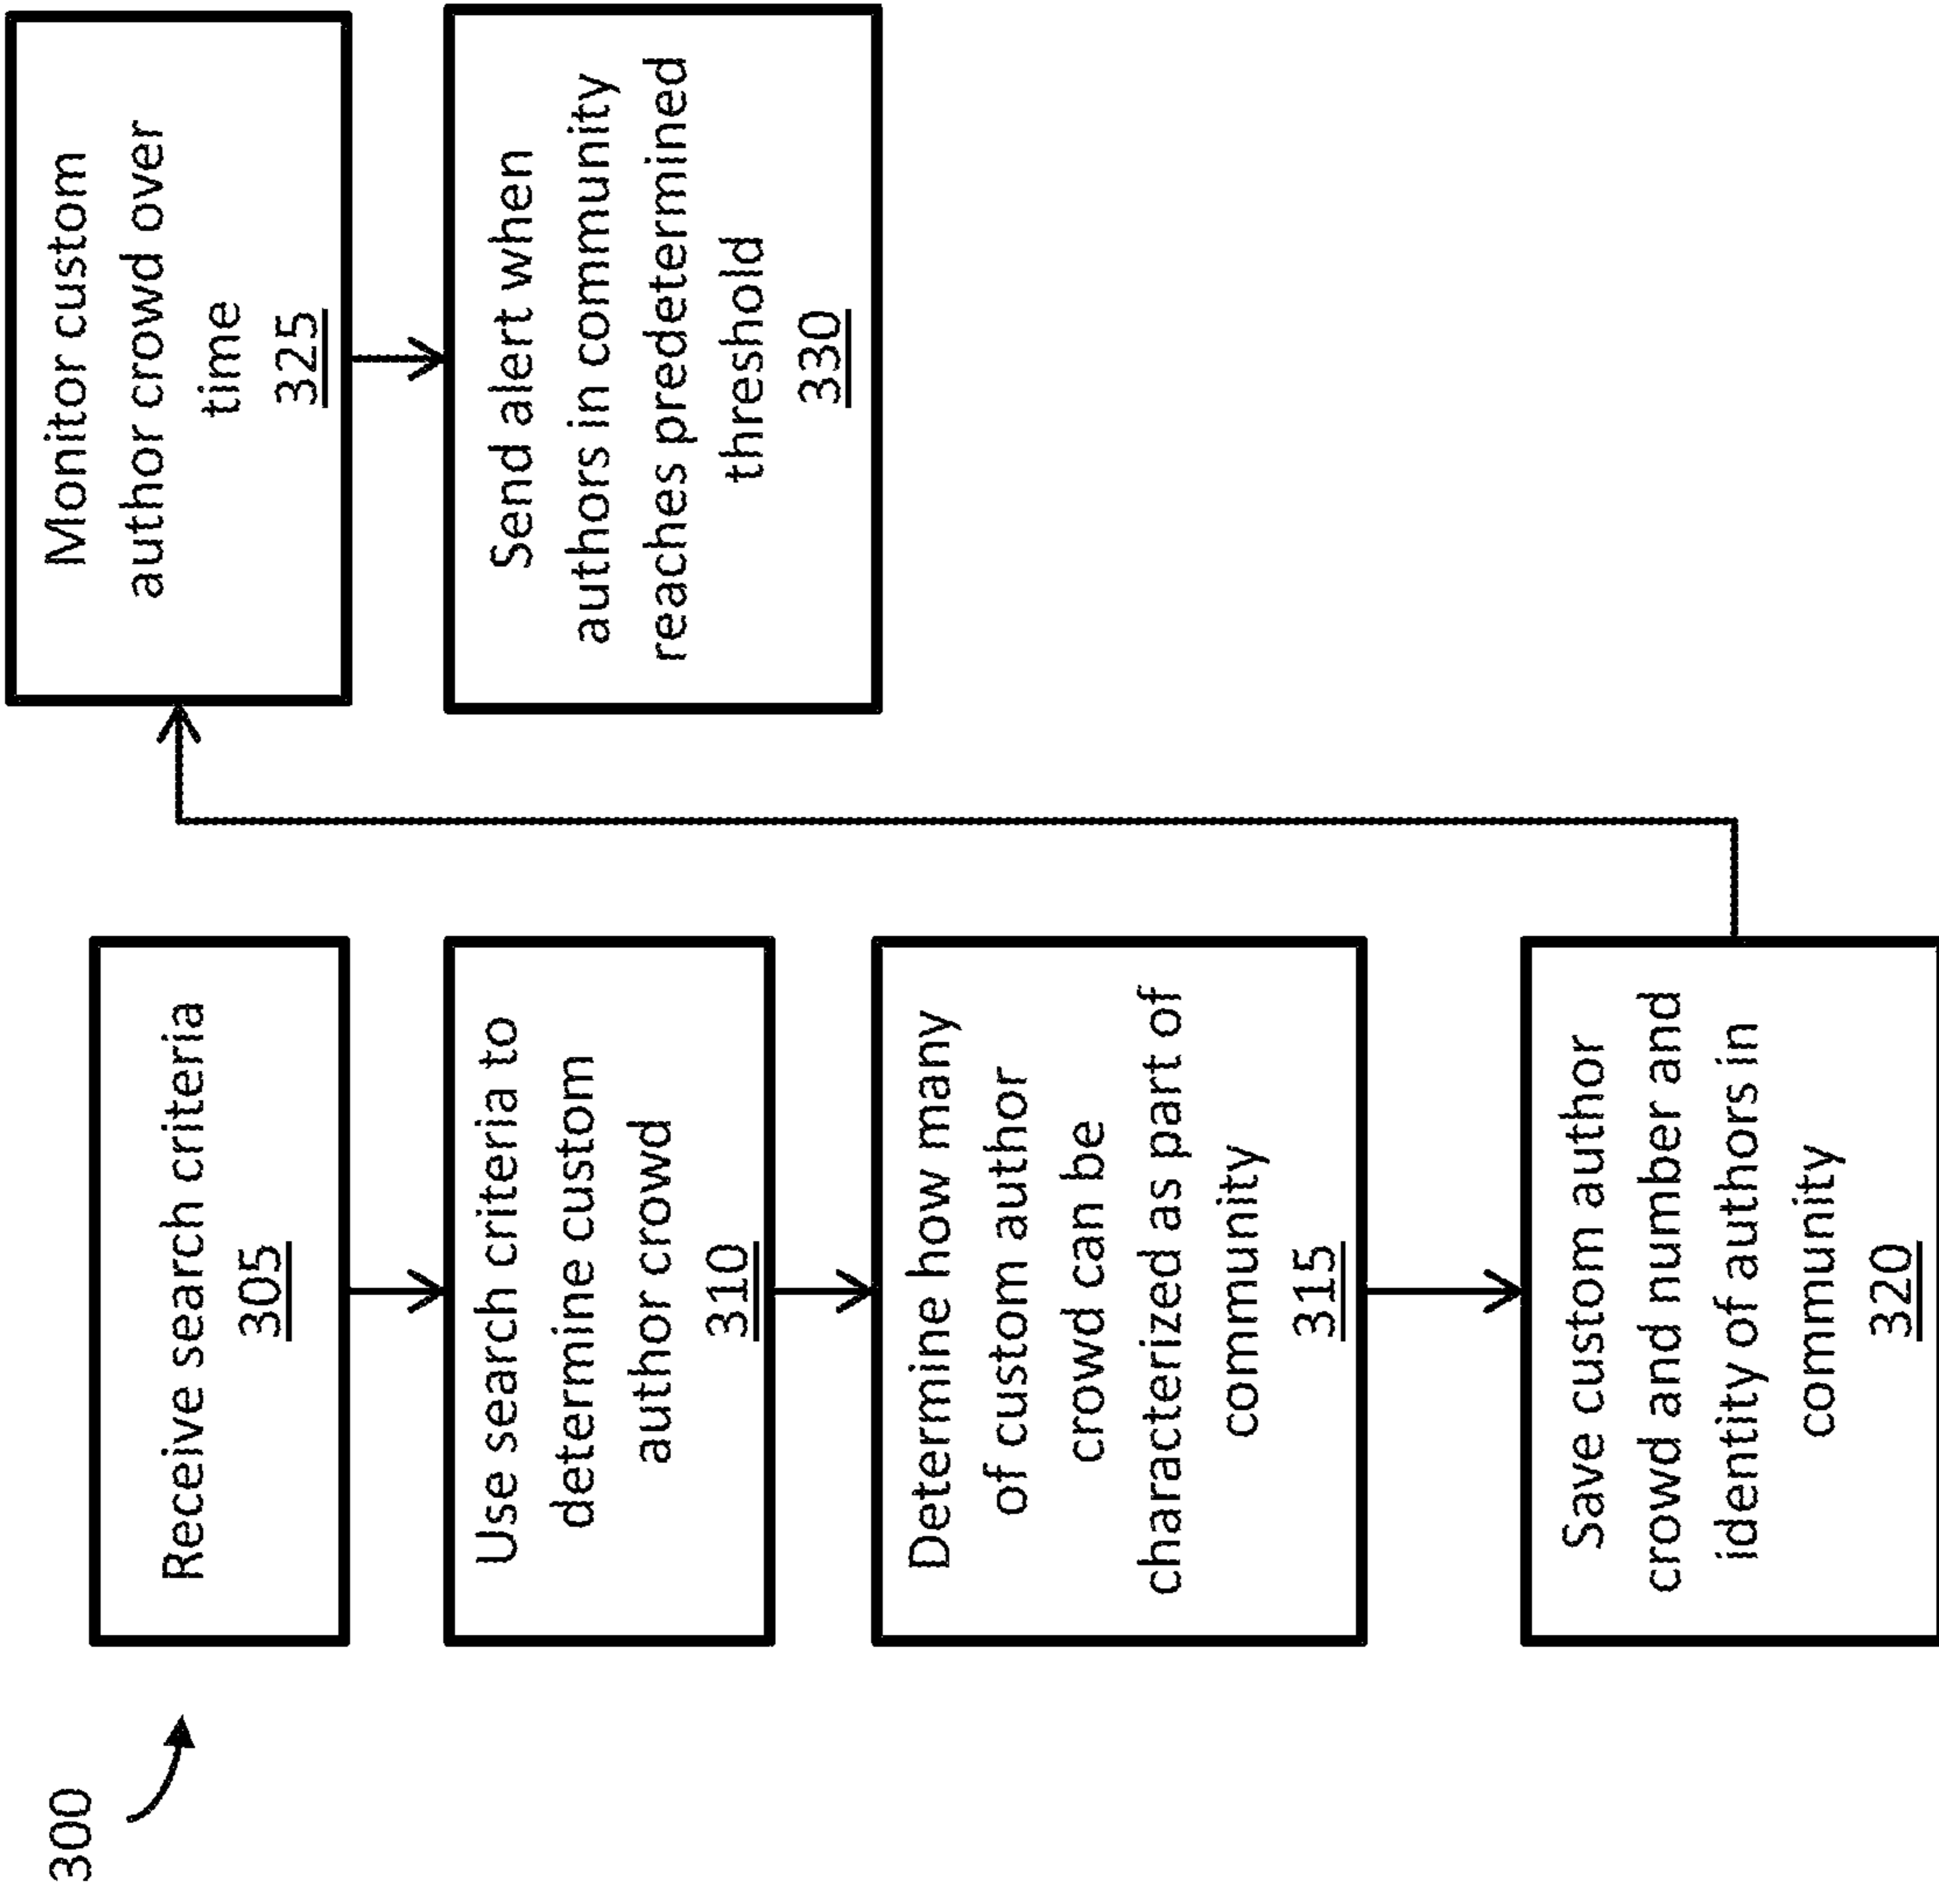 300
Receive search criteria
305
Use search criteria to
determine custom
author crowd
310
Determine how many
of custom author
crowd can be
characterized as part of
community
315
Save custom author
crowd and number and
identity of authors in
community
320
Monitor custom
author crowd over
time
325
Send alert when
authors in community
reaches predetermined
threshold
330